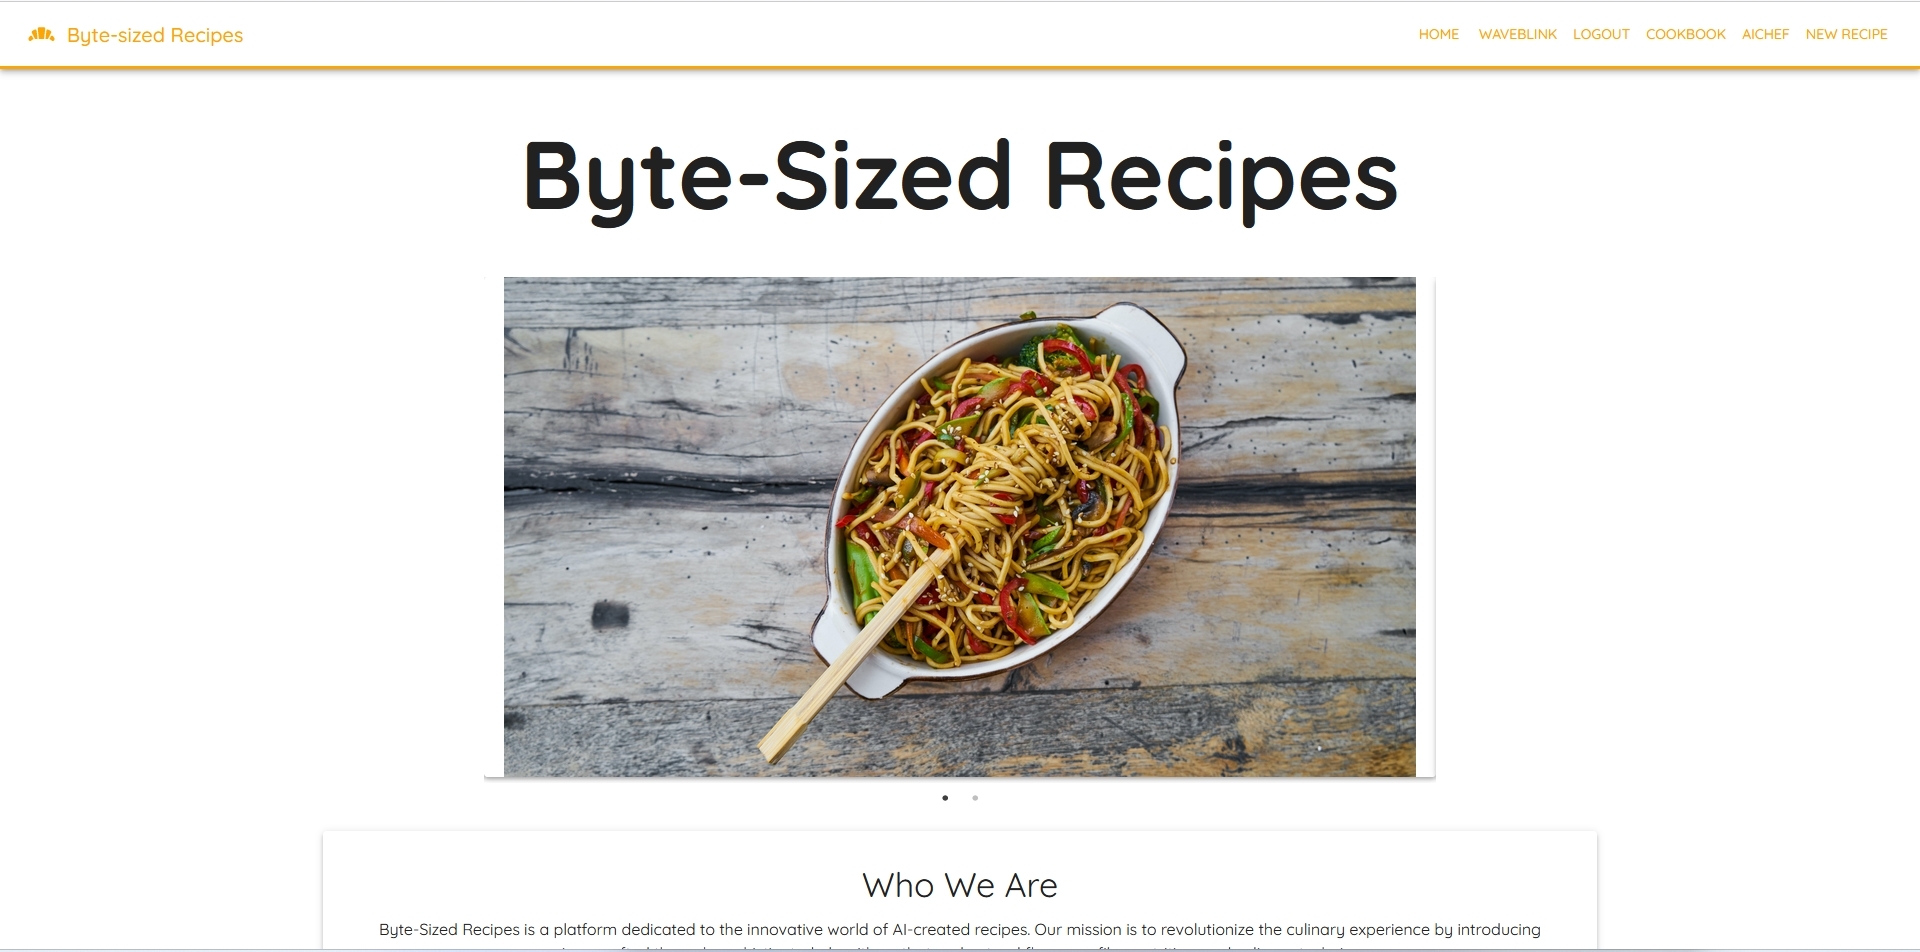 Byte-sized Recipes
HOME WAVEBLINK LOGOUT COOKBOOK AICHEF NEW RECIPE
Byte-Sized Recipes
Who We Are
Byte-Sized Recipes is a platform dedicated to the innovative world of AI-created recipes. Our mission is to revolutionize the culinary experience by introducing